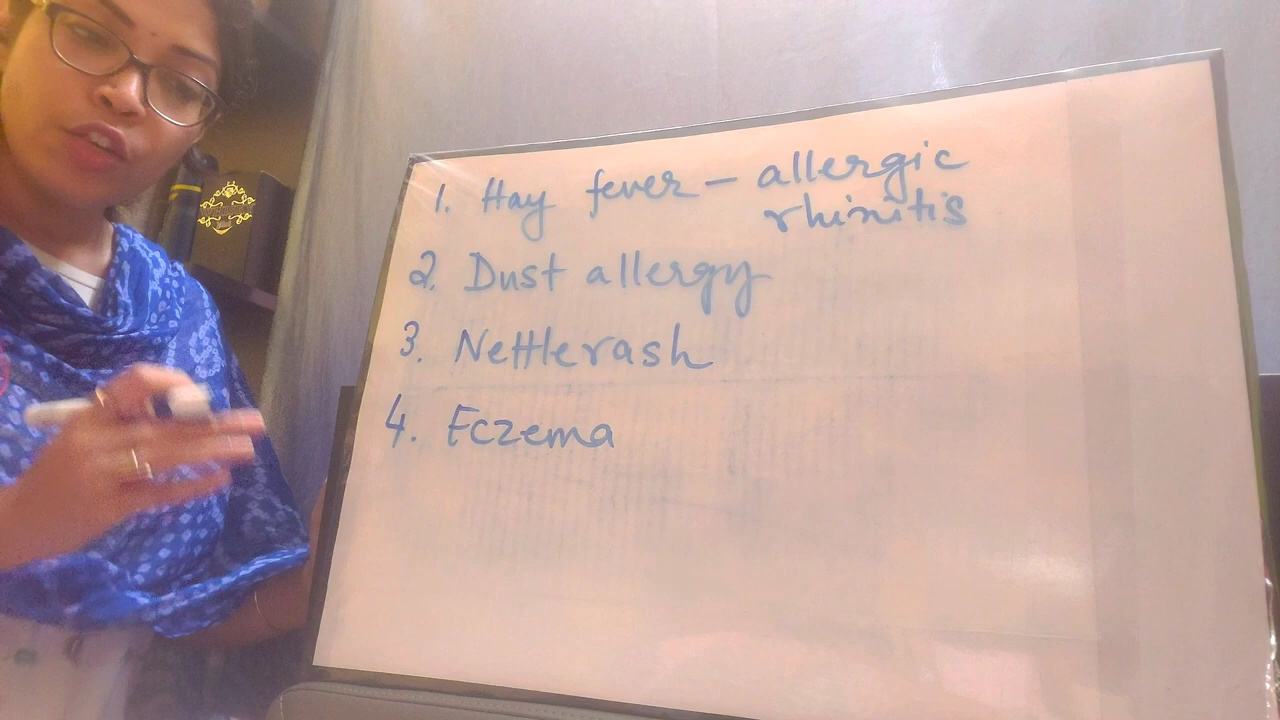 1. Hay fever – allergic
rhinitis
2. Dust allergy
3. Nettlerash
4. Eczema